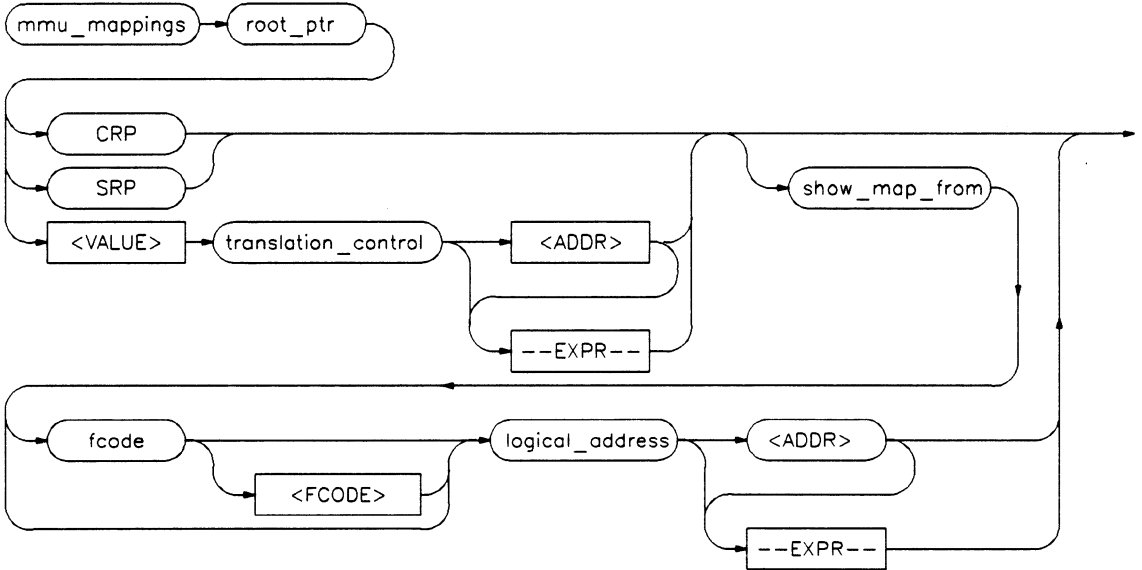 mmu_mappings root_ptr
CRP
SRP
show_map_from
<VALUE> translation_control <ADDR>
--EXPR--
fcode logical_address <ADDR>
<FCODE>
--EXPR--